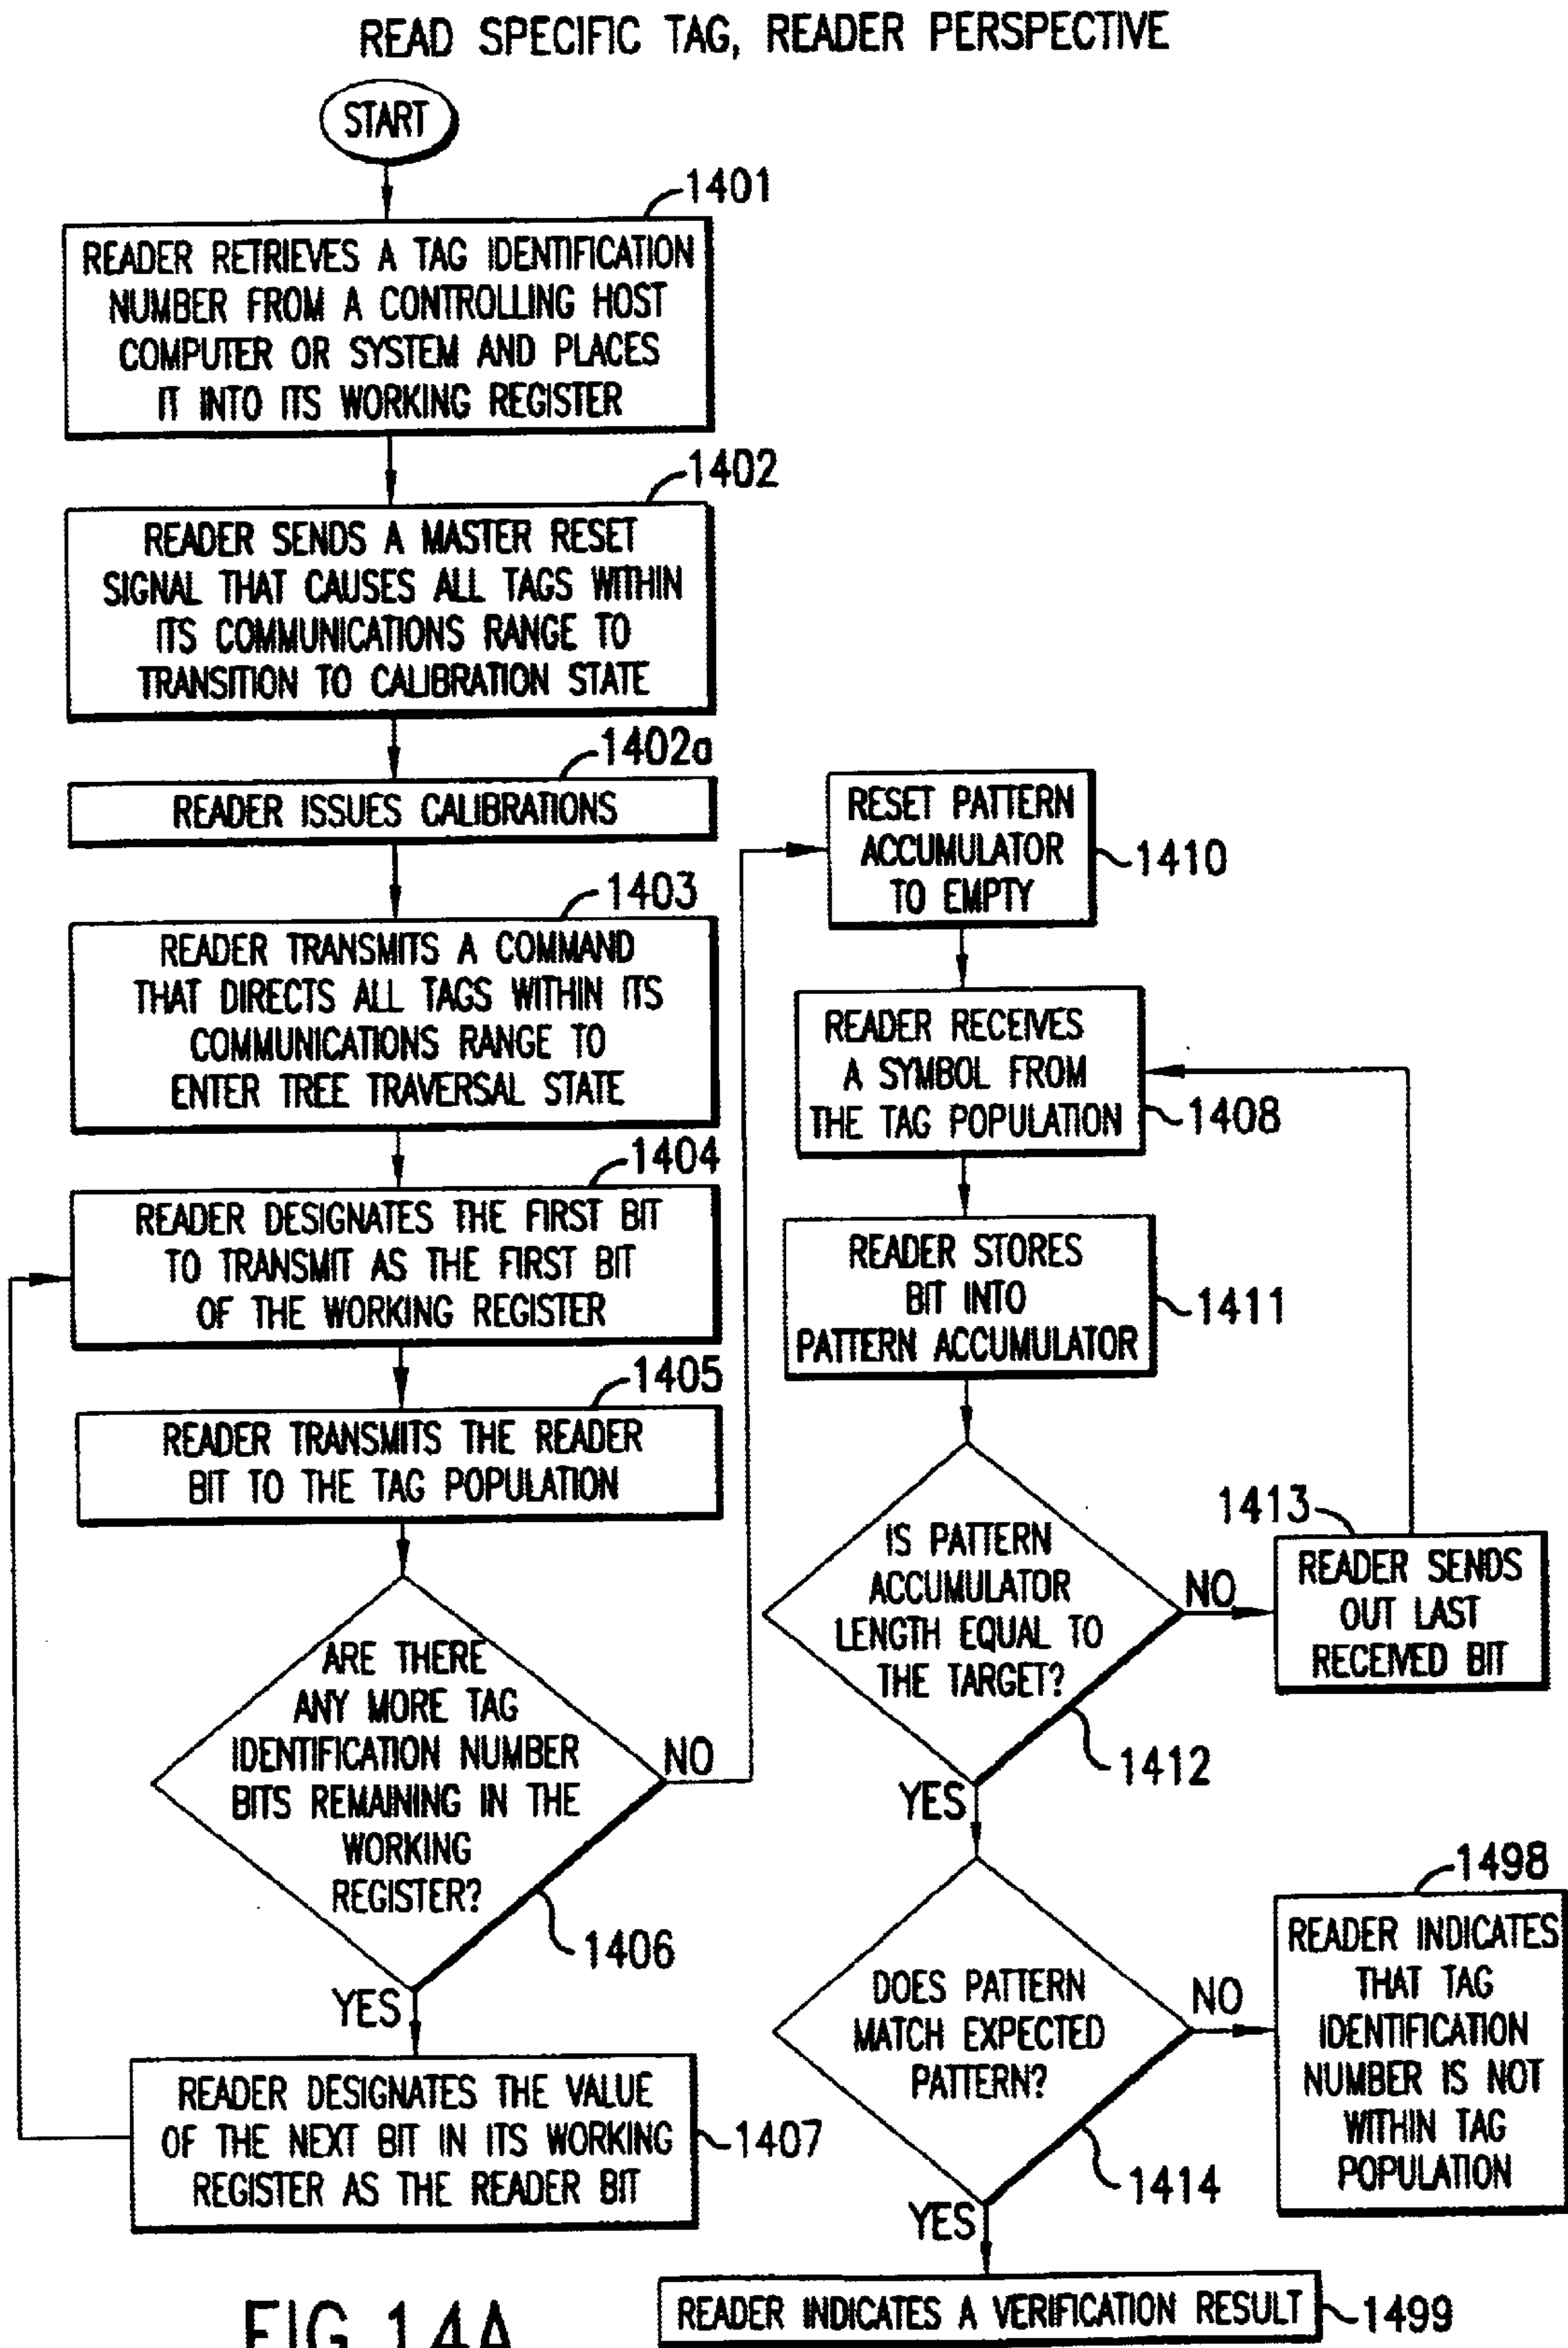 READ SPECIFIC TAG, READER PERSPECTIVE
START
1401
READER RETRIEVES A TAG IDENTIFICATION
NUMBER FROM A CONTROLLING HOST
COMPUTER OR SYSTEM AND PLACES
IT INTO ITS WORKING REGISTER
1402
READER SENDS A MASTER RESET
SIGNAL THAT CAUSES ALL TAGS WITHIN
ITS COMMUNICATIONS RANGE TO
TRANSITION TO CALIBRATION STATE
1402a
READER ISSUES CALIBRATIONS
1403
READER TRANSMITS A COMMAND
THAT DIRECTS ALL TAGS WITHIN ITS
COMMUNICATIONS RANGE TO
ENTER TREE TRAVERSAL STATE
1404
READER DESIGNATES THE FIRST BIT
TO TRANSMIT AS THE FIRST BIT
OF THE WORKING REGISTER
1405
READER TRANSMITS THE READER
BIT TO THE TAG POPULATION
ARE THERE
ANY MORE TAG
IDENTIFICATION NUMBER
BITS REMAINING IN THE
WORKING
REGISTER?
NO
1406
YES
READER DESIGNATES THE VALUE
OF THE NEXT BIT IN ITS WORKING
REGISTER AS THE READER BIT
1407
RESET PATTERN
ACCUMULATOR
TO EMPTY
1410
READER RECEIVES
A SYMBOL FROM
THE TAG POPULATION
1408
READER STORES
BIT INTO
PATTERN ACCUMULATOR
1411
IS PATTERN
ACCUMULATOR
LENGTH EQUAL TO
THE TARGET?
NO
1412
YES
1413
READER SENDS
OUT LAST
RECEIVED BIT
DOES PATTERN
MATCH EXPECTED
PATTERN?
NO
1414
YES
1498
READER INDICATES
THAT TAG
IDENTIFICATION
NUMBER IS NOT
WITHIN TAG
POPULATION
READER INDICATES A VERIFICATION RESULT
1499
FIG 14A